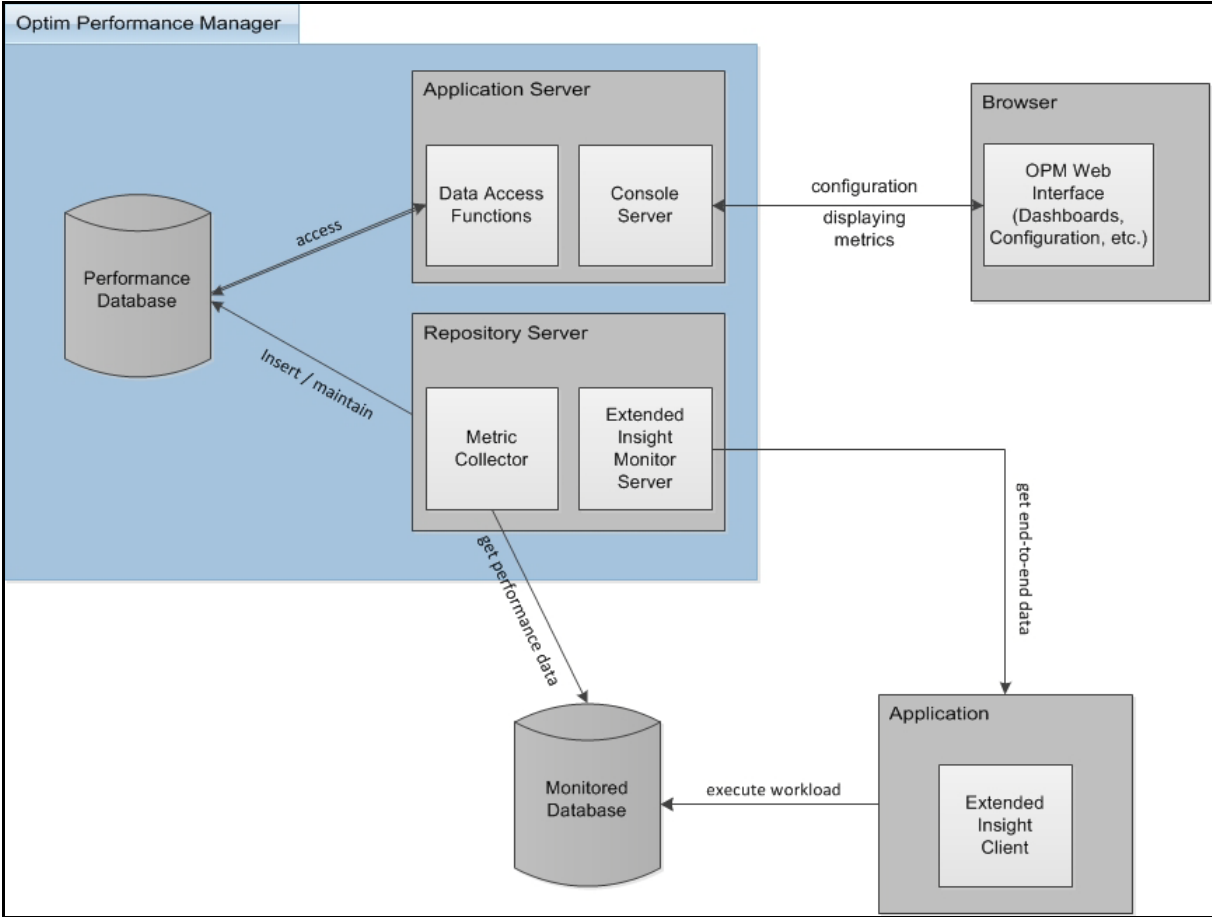 Optim Performance Manager
Application Server
Data Access
Functions
Console
Server
Browser
OPM Web
Interface
(Dashboards,
Configuration, etc.)
configuration
displaying
metrics
access
Performance
Database
Insert / maintain
Repository Server
Metric
Collector
Extended
Insight
Monitor
Server
get performance data
get end-to-end data
Monitored
Database
execute workload
Application
Extended
Insight
Client